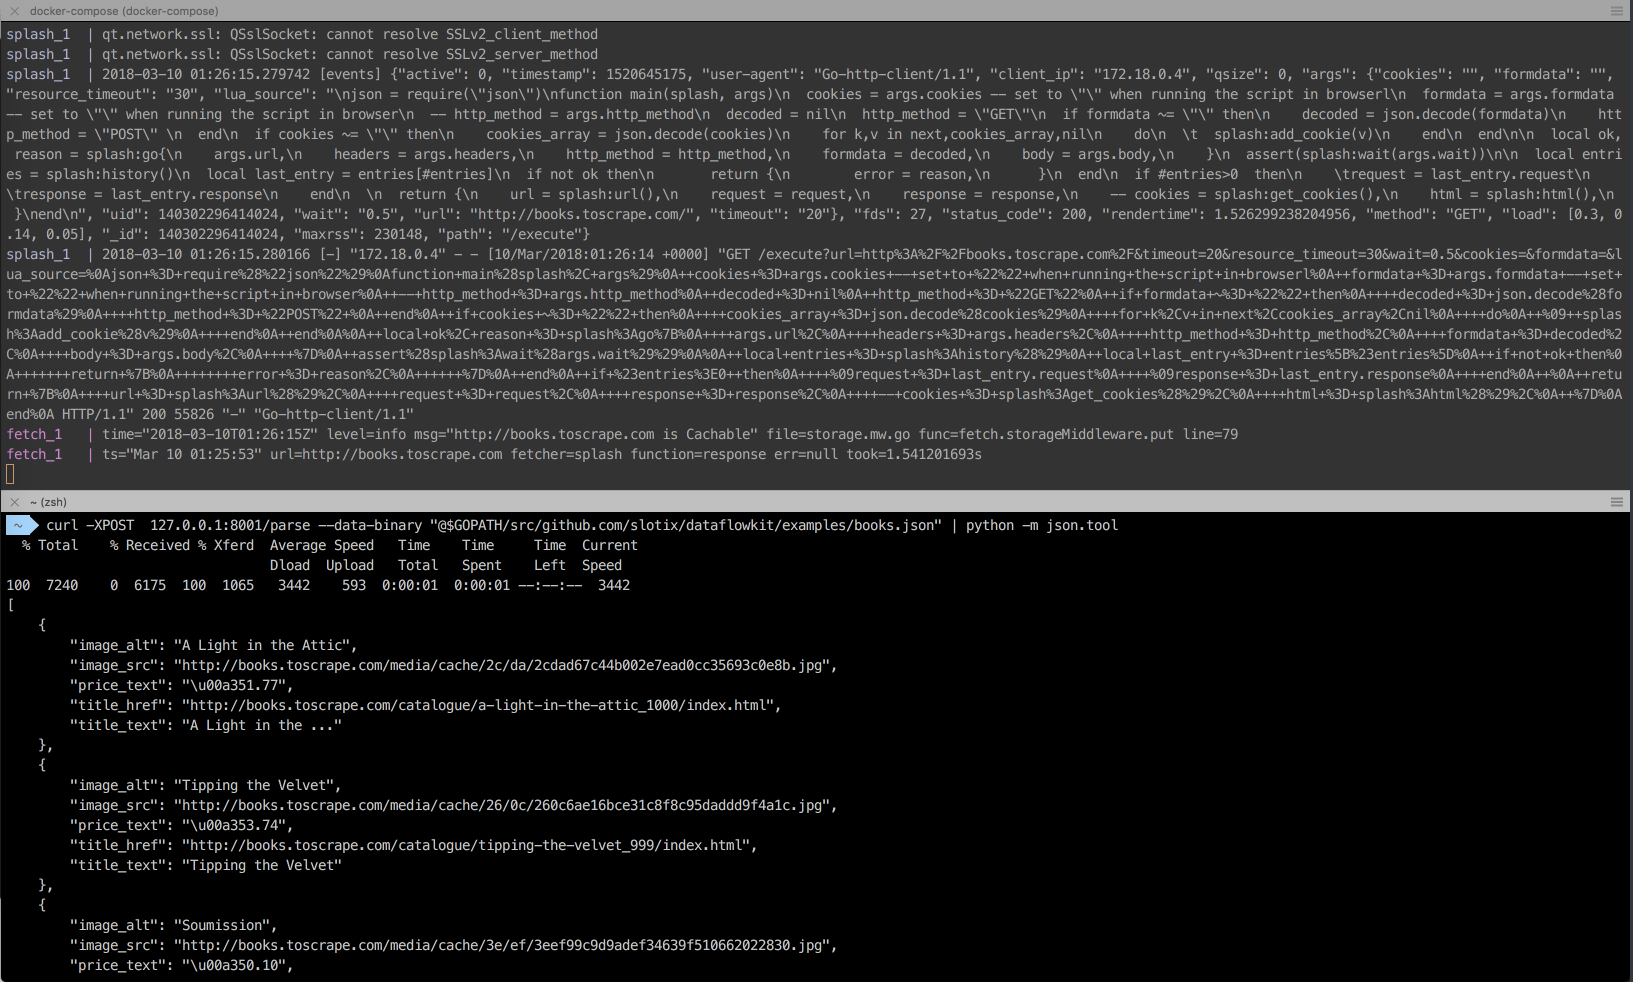 docker-compose (docker-compose)
splash_1  | qt.network.ssl: QSslSocket: cannot resolve SSLv2_client_method
splash_1  | qt.network.ssl: QSslSocket: cannot resolve SSLv2_server_method
splash_1  | 2018-03-10 01:26:15.279742 [events] {"active": 0, "timestamp": 1520645175, "user-agent": "Go-http-client/1.1", "client_ip": "172.18.0.4", "qsize": 0, "args": {"cookies": "", "formdata": "",
"resource_timeout": "30", "lua_source": "\njson = require(\"json\")\nfunction main(splash, args)\n  cookies = args.cookies -- set to \"\" when running the script in browserl\n  formdata = args.formdata
-- set to \"\" when running the script in browser\n  -- http_method = args.http_method\n  decoded = nil\n  http_method = \"GET\"\n  if formdata ~= \"\" then\n    decoded = json.decode(formdata)\n    htt
p_method = \"POST\" \n  end\n  if cookies ~= \"\" then\n    cookies_array = json.decode(cookies)\n    for k,v in next,cookies_array,nil\n    do\n  \t  splash:add_cookie(v)\n    end\n  end\n\n  local ok,
 reason = splash:go{\n    args.url,\n    headers = args.headers,\n    http_method = http_method,\n    formdata = decoded,\n    body = args.body,\n    }\n  assert(splash:wait(args.wait))\n\n  local entri
es = splash:history()\n  local last_entry = entries[#entries]\n  if not ok then\n       return {\n        error = reason,\n      }\n  end\n  if #entries>0  then\n    \trequest = last_entry.request\n
\tresponse = last_entry.response\n    end\n  \n  return {\n    url = splash:url(),\n    request = request,\n    response = response,\n    -- cookies = splash:get_cookies(),\n    html = splash:html(),\n
 }\nend\n", "uid": 140302296414024, "wait": "0.5", "url": "http://books.toscrape.com/", "timeout": "20"}, "fds": 27, "status_code": 200, "rendertime": 1.526299238204956, "method": "GET", "load": [0.3, 0
.14, 0.05], "_id": 140302296414024, "maxrss": 230148, "path": "/execute"}
splash_1  | 2018-03-10 01:26:15.280166 [-] "172.18.0.4" - - [10/Mar/2018:01:26:14 +0000] "GET /execute?url=http%3A%2F%2Fbooks.toscrape.com%2F&timeout=20&resource_timeout=30&wait=0.5&cookies=&formdata=&l
ua_source=%0Ajson+%3D+require%28%22json%22%29%0Afunction+main%28splash%2C+args%29%0A++cookies+%3D+args.cookies+--+set+to+%22%22+when+running+the+script+in+browserl%0A++formdata+%3D+args.formdata+--+set+
to+%22%22+when+running+the+script+in+browser%0A++--+http_method+%3D+args.http_method%0A++decoded+%3D+nil%0A++http_method+%3D+%22GET%22%0A++if+formdata+~%3D+%22%22+then%0A++++decoded+%3D+json.decode%28fo
rmdata%29%0A++++http_method+%3D+%22POST%22+%0A++end%0A++if+cookies+~%3D+%22%22+then%0A++++cookies_array+%3D+json.decode%28cookies%29%0A++++for+k%2Cv+in+next%2Ccookies_array%2Cnil%0A++++do%0A++%09++splas
h%3Aadd_cookie%28v%29%0A++++end%0A++end%0A%0A++local+ok%2C+reason+%3D+splash%3Ago%7B%0A++++args.url%2C%0A++++headers+%3D+args.headers%2C%0A++++http_method+%3D+http_method%2C%0A++++formdata+%3D+decoded%2
C%0A++++body+%3D+args.body%2C%0A++++%7D%0A++assert%28splash%3Await%28args.wait%29%29%0A%0A++local+entries+%3D+splash%3Ahistory%28%29%0A++local+last_entry+%3D+entries%5B%23entries%5D%0A++if+not+ok+then%0
A+++++++return+%7B%0A++++++++error+%3D+reason%2C%0A++++++%7D%0A++end%0A++if+%23entries%3E0++then%0A++++%09request+%3D+last_entry.request%0A++++%09response+%3D+last_entry.response%0A++++end%0A++%0A++retu
rn+%7B%0A++++url+%3D+splash%3Aurl%28%29%2C%0A++++request+%3D+request%2C%0A++++response+%3D+response%2C%0A++++--+cookies+%3D+splash%3Aget_cookies%28%29%2C%0A++++html+%3D+splash%3Ahtml%28%29%2C%0A++%7D%0A
end%0A HTTP/1.1" 200 55826 "-" "Go-http-client/1.1"
fetch_1   | time="2018-03-10T01:26:15Z" level=info msg="http://books.toscrape.com is Cachable" file=storage.mw.go func=fetch.storageMiddleware.put line=79
fetch_1   | ts="Mar 10 01:25:53" url=http://books.toscrape.com fetcher=splash function=response err=null took=1.541201693s
~ (zsh)
~ curl -XPOST  127.0.0.1:8001/parse --data-binary "@$GOPATH/src/github.com/slotix/dataflowkit/examples/books.json" | python -m json.tool
  % Total    % Received % Xferd  Average Speed   Time    Time     Time  Current
                                 Dload  Upload   Total   Spent    Left  Speed
100  7240    0  6175  100  1065   3442    593  0:00:01  0:00:01 --:--:--  3442
[
    {
        "image_alt": "A Light in the Attic",
        "image_src": "http://books.toscrape.com/media/cache/2c/da/2cdad67c44b002e7ead0cc35693c0e8b.jpg",
        "price_text": "\u00a351.77",
        "title_href": "http://books.toscrape.com/catalogue/a-light-in-the-attic_1000/index.html",
        "title_text": "A Light in the ..."
    },
    {
        "image_alt": "Tipping the Velvet",
        "image_src": "http://books.toscrape.com/media/cache/26/0c/260c6ae16bce31c8f8c95daddd9f4a1c.jpg",
        "price_text": "\u00a353.74",
        "title_href": "http://books.toscrape.com/catalogue/tipping-the-velvet_999/index.html",
        "title_text": "Tipping the Velvet"
    },
    {
        "image_alt": "Soumission",
        "image_src": "http://books.toscrape.com/media/cache/3e/ef/3eef99c9d9adef34639f510662022830.jpg",
        "price_text": "\u00a350.10",